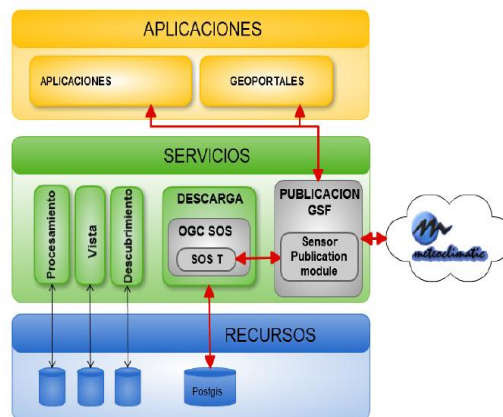 APLICACIONES
APLICACIONES
GEOPORTALES
SERVICIOS
Procesamiento
Vista
Descubrimiento
DESCARGA
OGC SOS
SOS T
PUBLICACION
GSF
Sensor
Publication
module
meteoclimatic
RECURSOS
Postgis